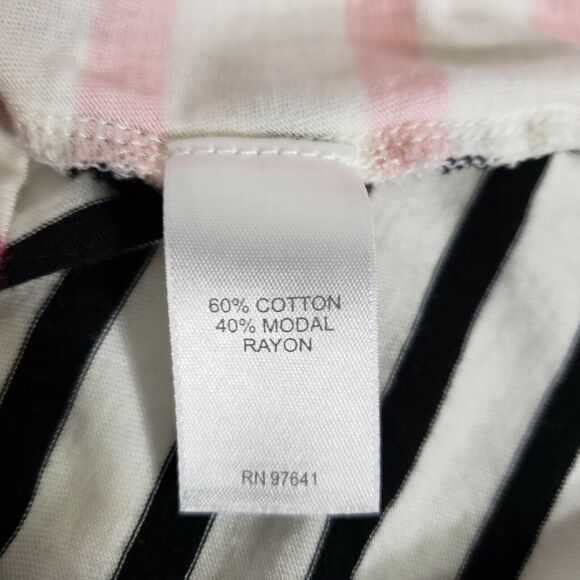 60% COTTON
40% MODAL
RAYON
RN 97641